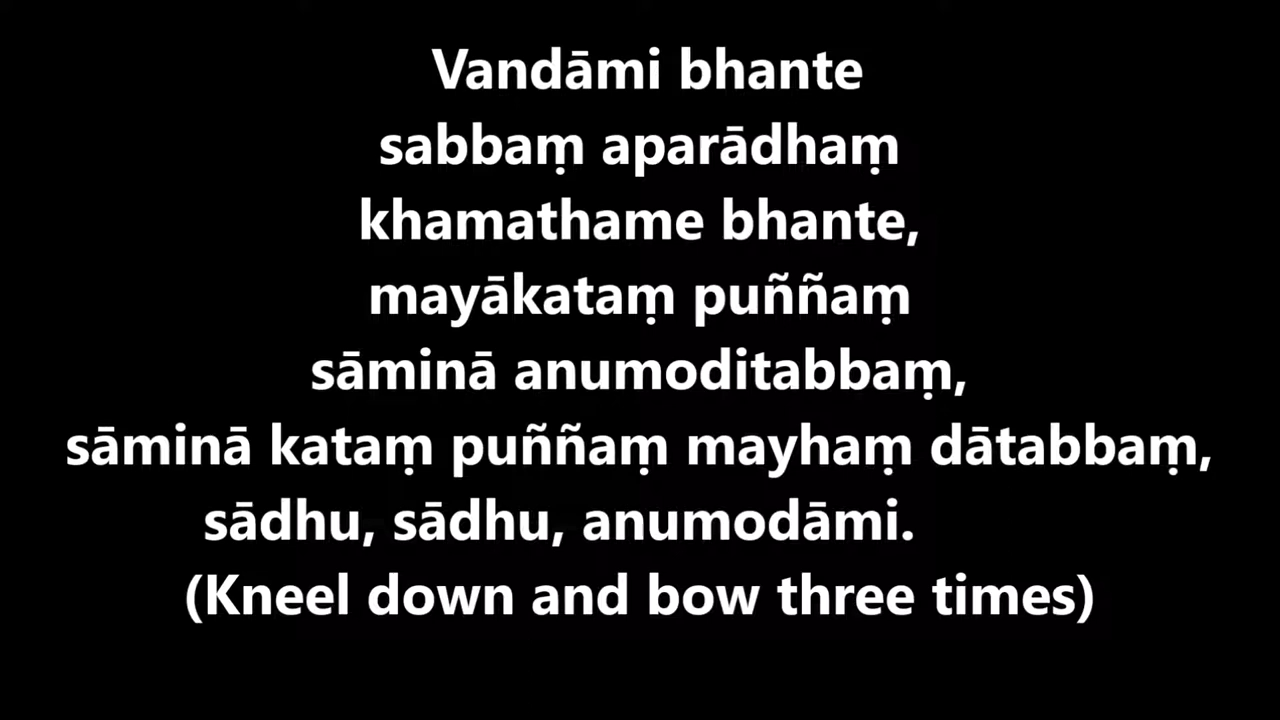 Vandāmi bhante
sabbaṃ aparādhaṃ
khamathame bhante,
mayākataṃ puññaṃ
sāminā anumoditabbaṃ,
sāminā kataṃ puññaṃ mayhaṃ dātabbaṃ,
sādhu, sādhu, anumodāmi.
(Kneel down and bow three times)